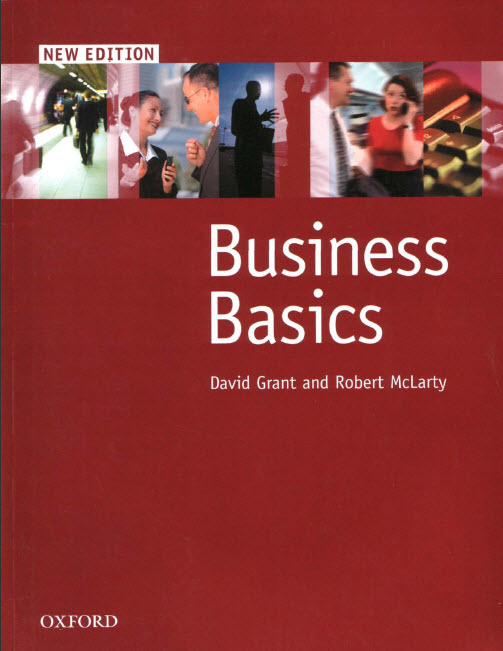 NEW EDITION
Business
Basics
David Grant and Robert McLarty
OXFORD